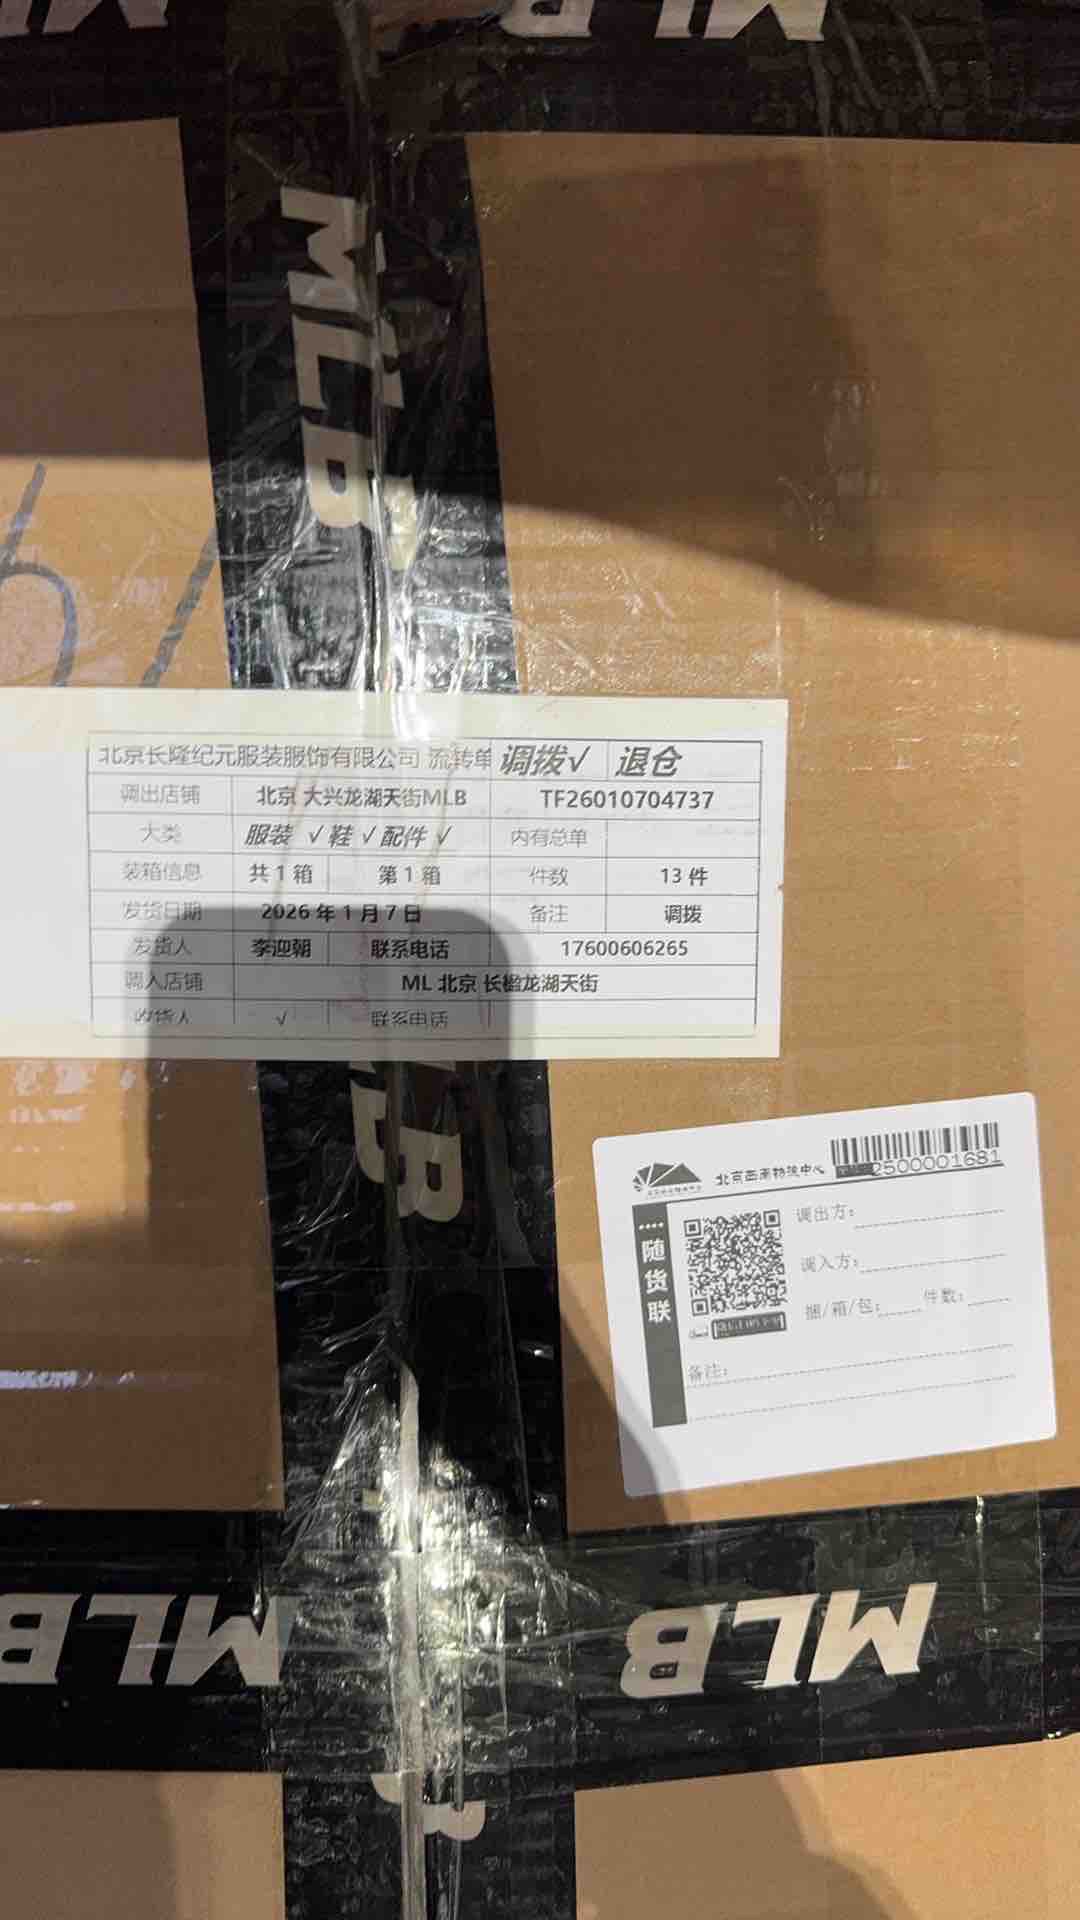 MLB
MLB
MLB
北京长隆纪元服装服饰有限公司 流转单 调拨√ 退仓
调出店铺 北京 大兴龙湖天街MLB TF26010704737
大类 服装 √ 鞋 √ 配件 √ 内有总单
装箱信息 共 1 箱 第 1 箱 件数 13 件
发货日期 2026 年 1 月 7 日 备注 调拨
发货人 李迎朝 联系电话 17600606265
调入店铺 ML 北京 长楹龙湖天街
收货人 √ 联系电话
MLB
北京西南物流中心
2500001681
随货联
调出方:
调入方:
捆/箱/包: 件数:
备注:
MLB
MLB